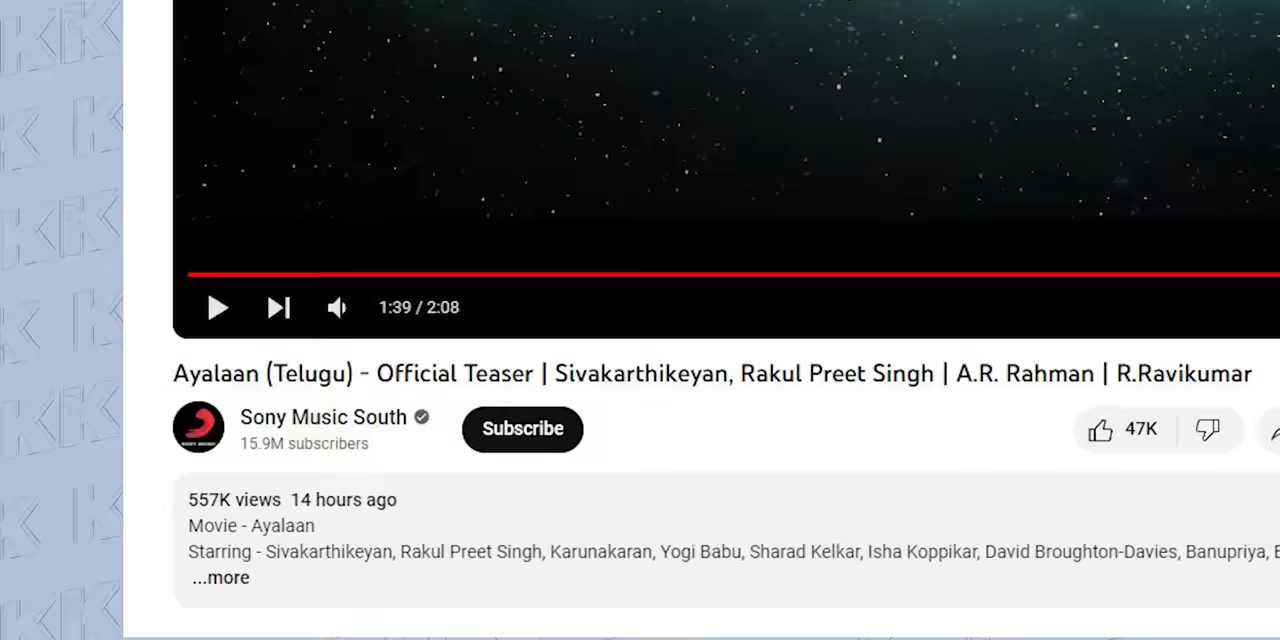 1:39 / 2:08
Ayalaan (Telugu) - Official Teaser | Sivakarthikeyan, Rakul Preet Singh | A.R. Rahman | R.Ravikumar
Sony Music South
15.9M subscribers
Subscribe
47K
557K views 14 hours ago
Movie - Ayalaan
Starring - Sivakarthikeyan, Rakul Preet Singh, Karunakaran, Yogi Babu, Sharad Kelkar, Isha Koppikar, David Broughton-Davies, Banupriya,
...more